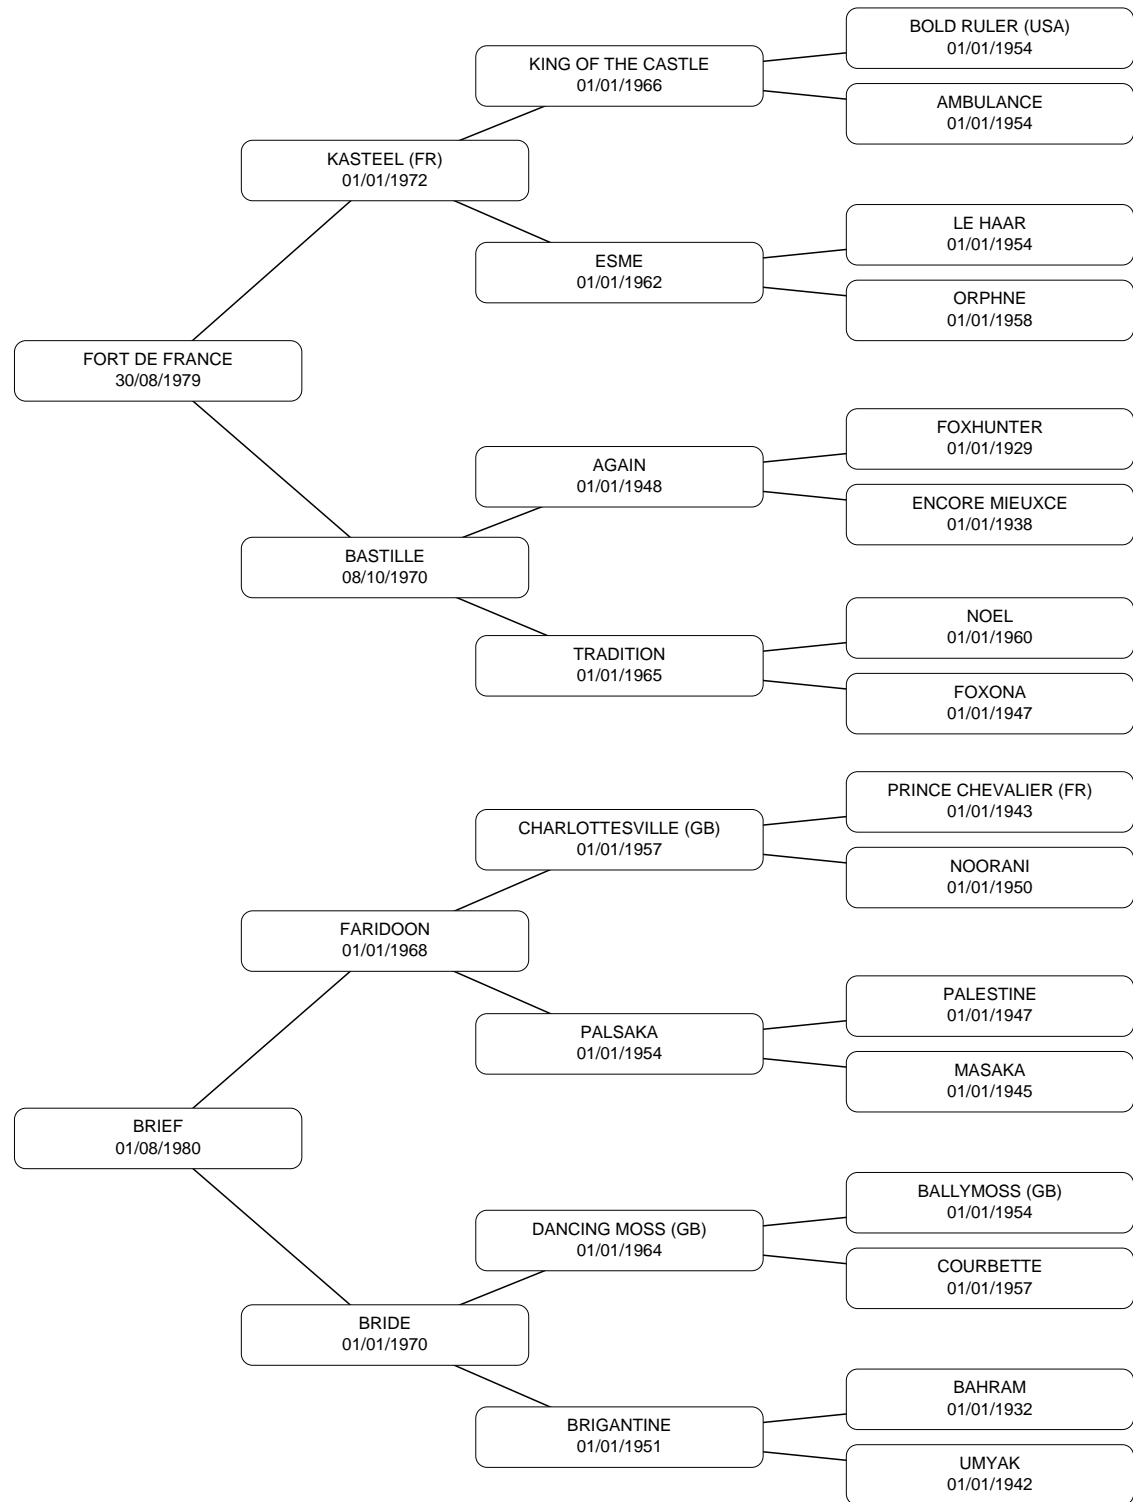 BOLD RULER (USA)
01/01/1954
KING OF THE CASTLE
01/01/1966
AMBULANCE
01/01/1954
KASTEEL (FR)
01/01/1972
LE HAAR
01/01/1954
ESME
01/01/1962
ORPHNE
01/01/1958
FORT DE FRANCE
30/08/1979
FOXHUNTER
01/01/1929
AGAIN
01/01/1948
ENCORE MIEUXCE
01/01/1938
BASTILLE
08/10/1970
NOEL
01/01/1960
TRADITION
01/01/1965
FOXONA
01/01/1947
PRINCE CHEVALIER (FR)
01/01/1943
CHARLOTTESVILLE (GB)
01/01/1957
NOORANI
01/01/1950
FARIDOON
01/01/1968
PALESTINE
01/01/1947
PALSAKA
01/01/1954
MASAKA
01/01/1945
BRIEF
01/08/1980
BALLYMOSS (GB)
01/01/1954
DANCING MOSS (GB)
01/01/1964
COURBETTE
01/01/1957
BRIDE
01/01/1970
BAHRAM
01/01/1932
BRIGANTINE
01/01/1951
UMYAK
01/01/1942